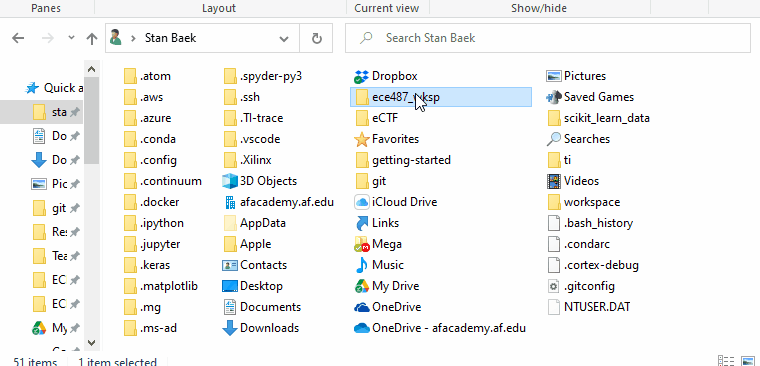 Panes Layout Current view Show/hide
Stan Baek
Search Stan Baek
Quick a
sta
Do
Do
Pic
git
Res
Tea
EC
EC
My
.atom
.aws
.azure
.conda
.config
.continuum
.docker
.ipython
.jupyter
.keras
.matplotlib
.mg
.ms-ad
.spyder-py3
.ssh
.TI-trace
.vscode
.Xilinx
3D Objects
afacademy.af.edu
AppData
Apple
Contacts
Desktop
Documents
Downloads
Dropbox
ece487_wksp
eCTF
Favorites
getting-started
git
iCloud Drive
Links
Mega
Music
My Drive
OneDrive
OneDrive - afacademy.af.edu
Pictures
Saved Games
scikit_learn_data
Searches
ti
Videos
workspace
.bash_history
.condarc
.cortex-debug
.gitconfig
NTUSER.DAT
51 items 1 item selected